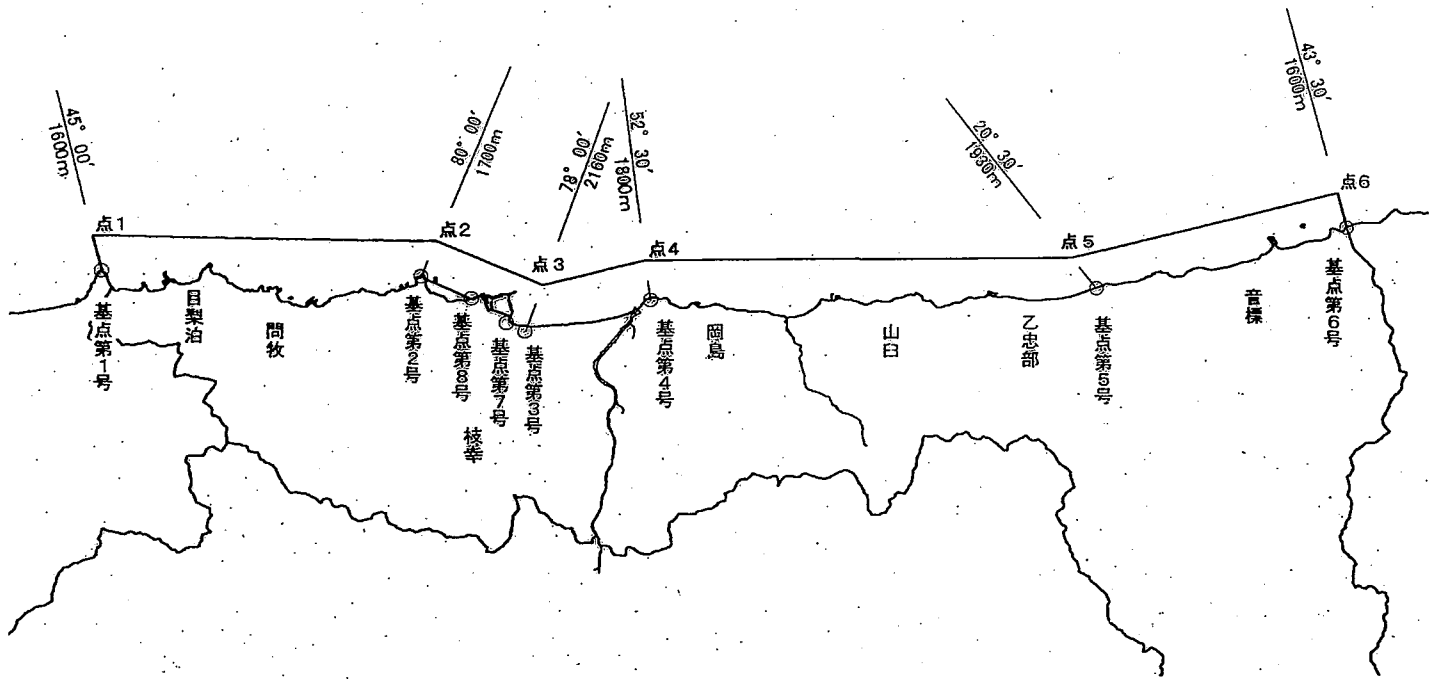 45° 00′
1600m
80° 00′
1700m
78° 00′
2160m
52° 30′
1800m
20° 30′
1930m
43° 30′
1600m
点1
点2
点3
点4
点5
点6
基点第1号
目梨泊
問牧
基点第2号
基点第8号
基点第7号
基点第3号
枝幸
基点第4号
岡島
山臼
乙忠部
基点第5号
音標
基点第6号